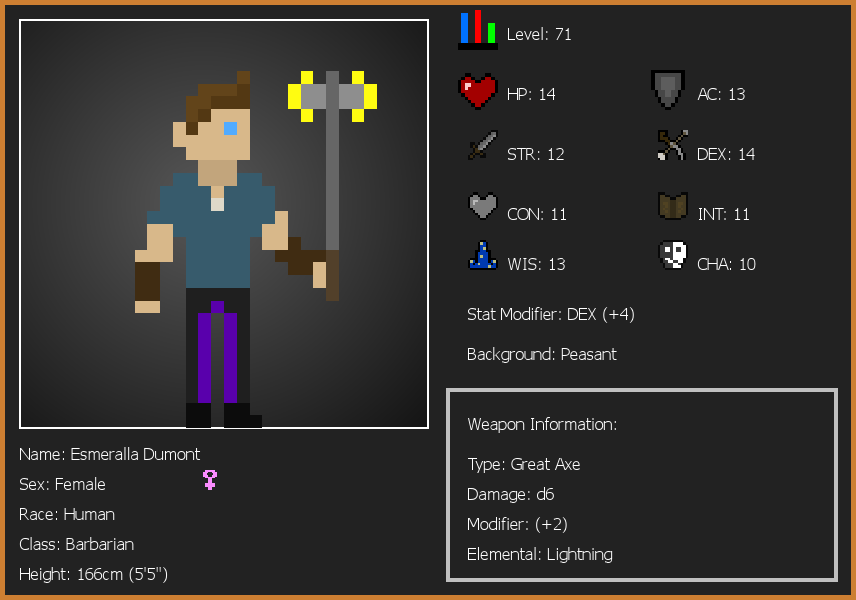 Level: 71
HP: 14
AC: 13
STR: 12
DEX: 14
CON: 11
INT: 11
WIS: 13
CHA: 10
Stat Modifier: DEX (+4)
Background: Peasant
Weapon Information:
Type: Great Axe
Damage: d6
Modifier: (+2)
Elemental: Lightning
Name: Esmeralla Dumont
Sex: Female
Race: Human
Class: Barbarian
Height: 166cm (5'5")